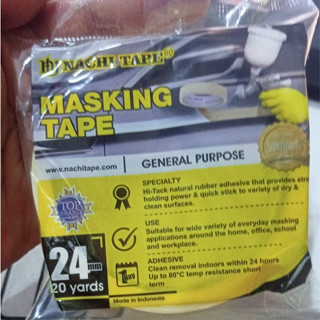 NACHI TAPE®
MASKING
TAPE
www.nachitape.com
GENERAL PURPOSE
SPECIALTY
Hi-Tack natural rubber adhesive that provides
holding power & quick stick to variety of dry &
clean surfaces.
USE
Suitable for wide variety of everyday masking
applications around the home, office, school
and workplace.
ADHESIVE
Clean removal indoors within 24 hours
Up to 80°C temp resistance short
term
TOP
24mm
20 yards
Made in Indonesia